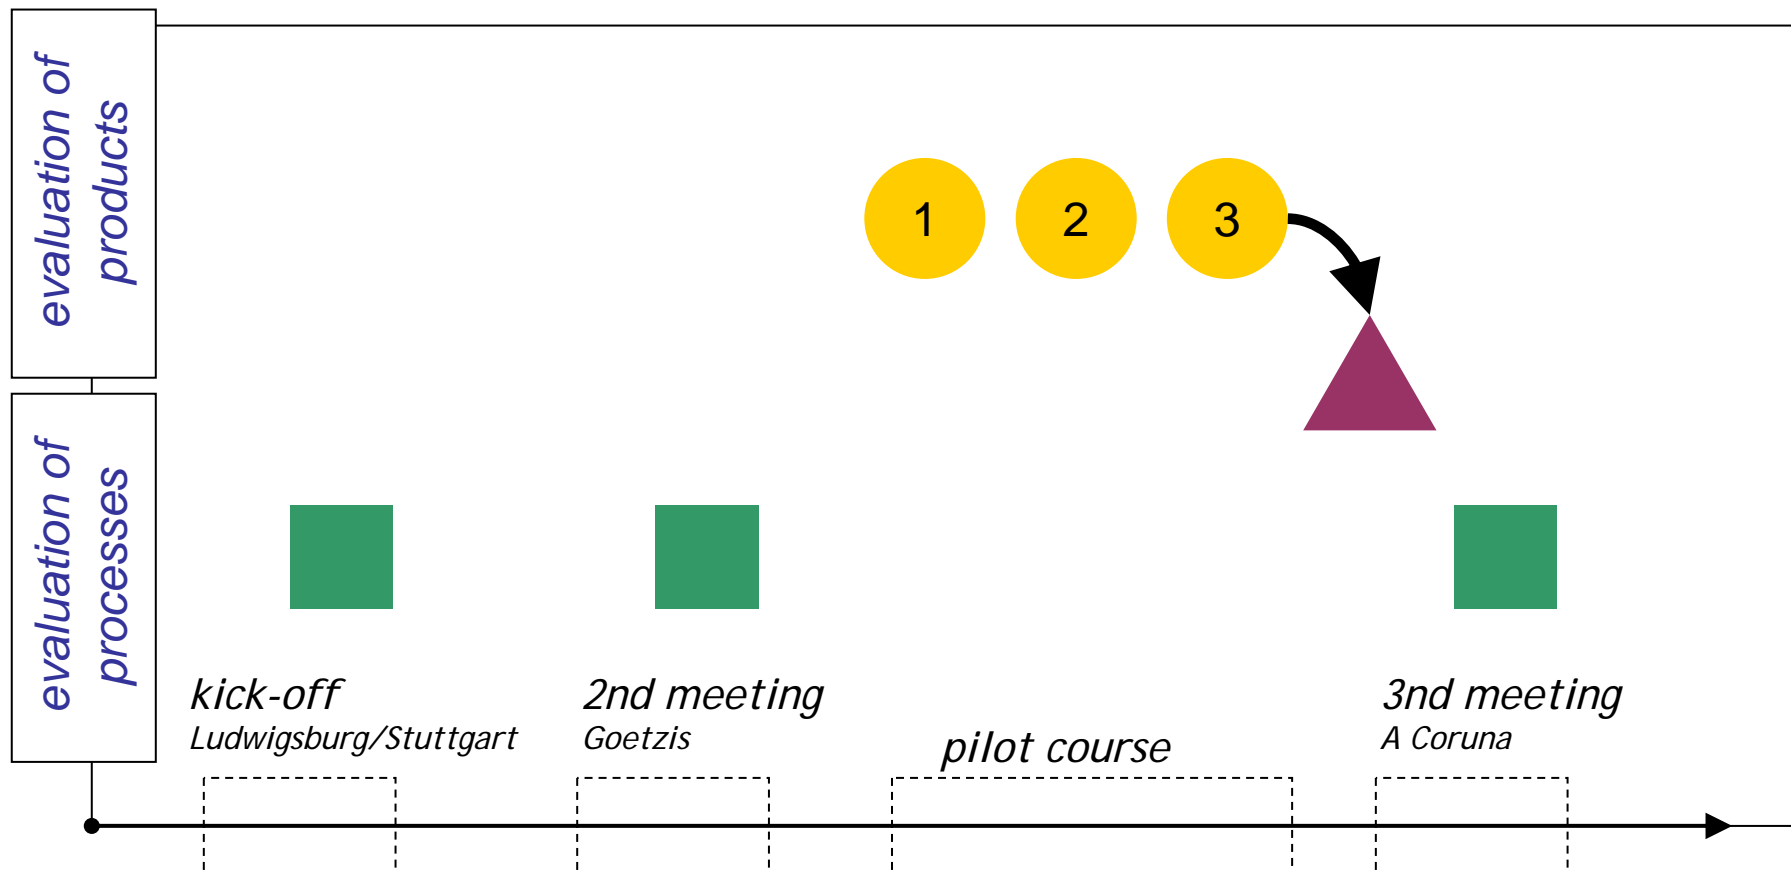 evaluation of
products
1
2
3
evaluation of
processes
kick-off
Ludwigsburg/Stuttgart
2nd meeting
Goetzis
pilot course
3nd meeting
A Coruna